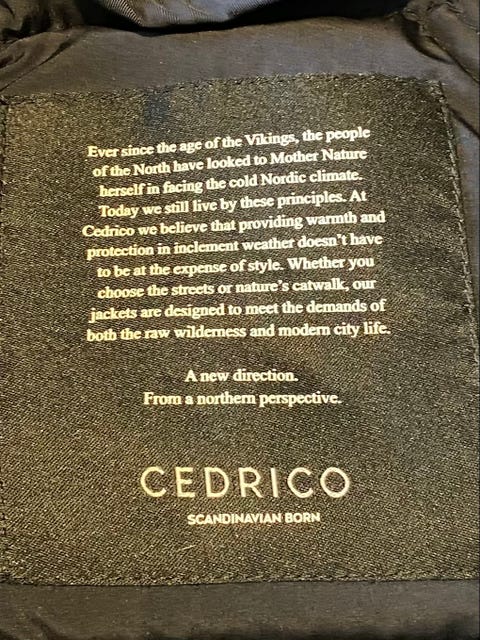 Ever since the age of the Vikings, the people
of the North have looked to Mother Nature
herself in facing the cold Nordic climate.
Today we still live by these principles. At
Cedrico we believe that providing warmth and
protection in inclement weather doesn't have
to be at the expense of style. Whether you
choose the streets or nature's catwalk, our
jackets are designed to meet the demands of
both the raw wilderness and modern city life.
A new direction.
From a northern perspective.
CEDRICO
SCANDINAVIAN BORN